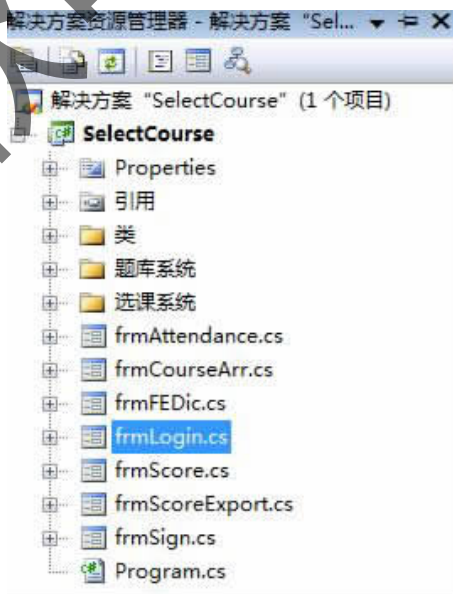 解决方案资源管理器 - 解决方案 "Sel...
解决方案 "SelectCourse" (1 个项目)
SelectCourse
Properties
引用
类
题库系统
选课系统
frmAttendance.cs
frmCourseArr.cs
frmFEDic.cs
frmLogin.cs
frmScore.cs
frmScoreExport.cs
frmSign.cs
Program.cs